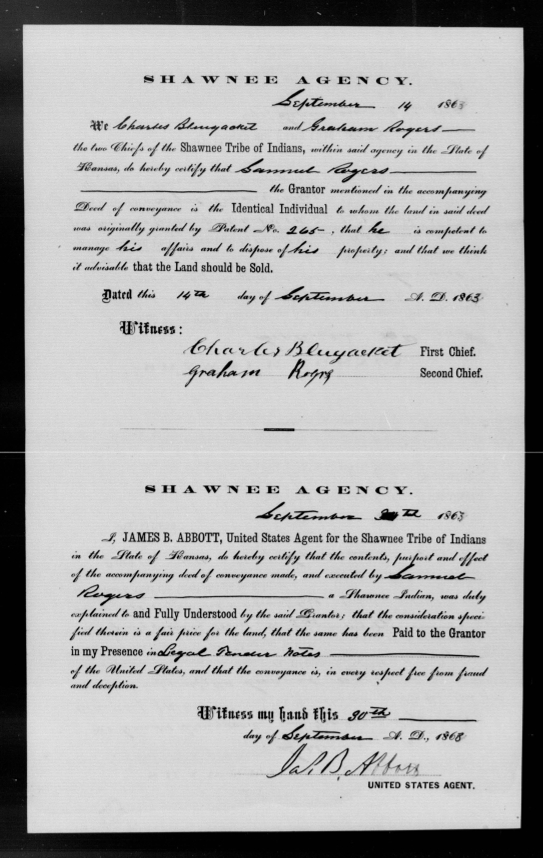 SHAWNEE AGENCY.
September 14 1863
We Charles Bluejacket and Graham Rogers
the two Chiefs of the Shawnee Tribe of Indians, within said agency in the State of
Kansas, do hereby certify that Samuel Rogers
the Grantor mentioned in the accompanying
Deed of conveyance is the Identical Individual to whom the land in said deed
was originally granted by Patent No. 265, that he is competent to
manage his affairs and to dispose of his property; and that we think
it advisable that the Land should be Sold.
Dated this 14th day of September A. D. 1863
Witness:
Charles Bluejacket First Chief.
Graham Rogrs Second Chief.
SHAWNEE AGENCY.
September 30th 1863
I, JAMES B. ABBOTT, United States Agent for the Shawnee Tribe of Indians
in the State of Kansas, do hereby certify that the contents, purport and effect
of the accompanying deed of conveyance made, and executed by Samuel
Rogers a Shawnee Indian, was duly
explained to and Fully Understood by the said Grantor; that the consideration speci-
fied therein is a fair price for the land, that the same has been Paid to the Grantor
in my Presence in Legal Tender Notes
of the United States, and that the conveyance is, in every respect free from fraud
and deception.
Witness my hand this 30th
day of September A. D., 1863
Jas. B. Abbott
UNITED STATES AGENT.